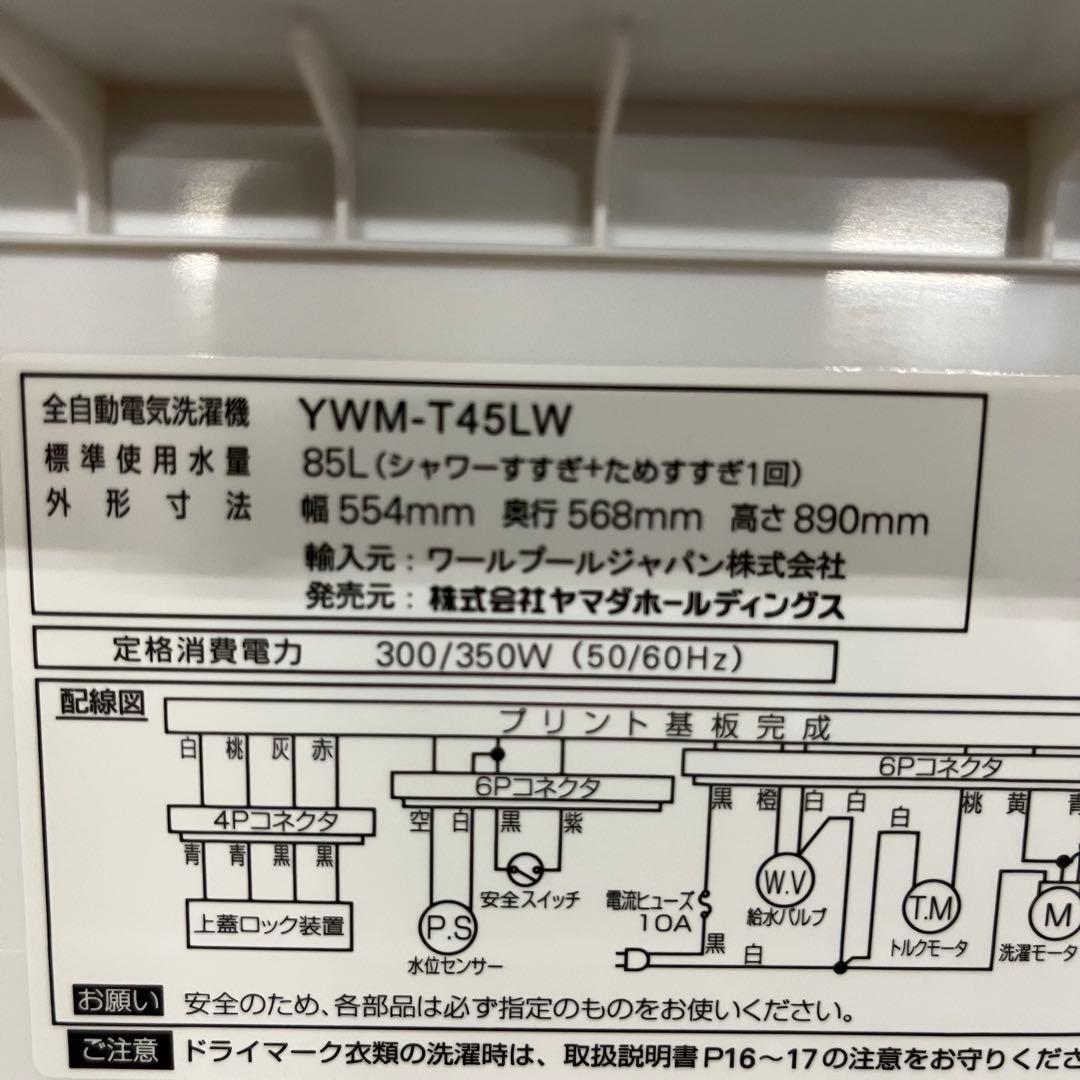 全自動電気洗濯機 YWM-T45LW
標準使用水量 85L(シャワーすすぎ+ためすすぎ1回)
外形寸法 幅554mm 奥行568mm 高さ890mm
輸入元：ワールプールジャパン株式会社
発売元：株式会社ヤマダホールディングス
定格消費電力 300/350W (50/60Hz)
配線図
プリント基板完成
白 桃 灰 赤
6Pコネクタ
6Pコネクタ
4Pコネクタ
空 白 黒 紫
黒 橙 白 白 白 桃 黄 青
青 青 黒 黒
安全スイッチ
上蓋ロック装置
P.S
水位センサー
電流ヒューズ
10A
黒 白
W.V
給水バルブ
T.M
トルクモータ
M
洗濯モータ
お願い 安全のため、各部品は必ず指定のものをお使いください。
ご注意 ドライマーク衣類の洗濯時は、取扱説明書P16～17の注意をお守りくださ